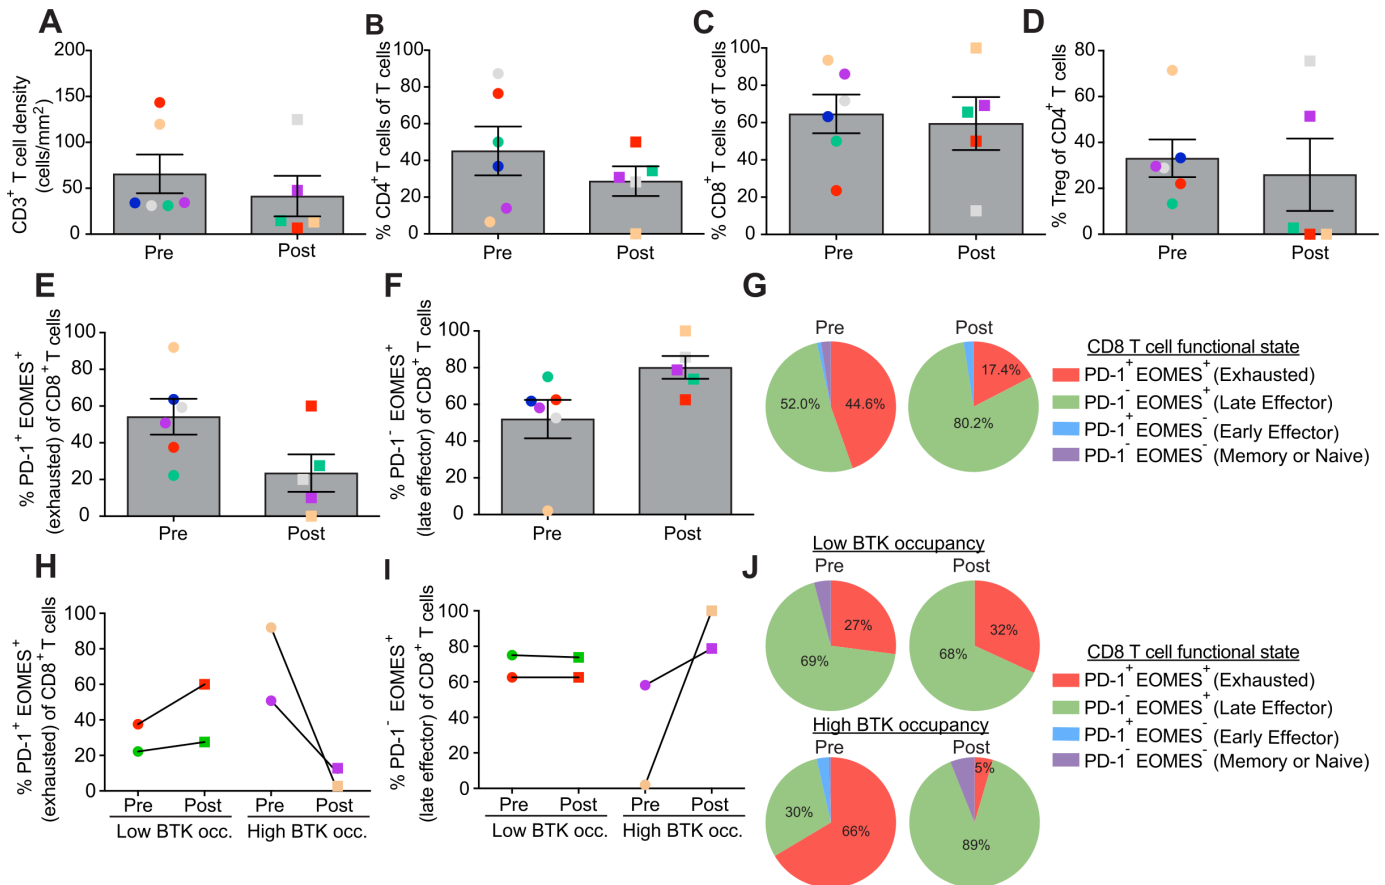 A
CD3+ T cell density
(cells/mm2)
200
150
100
50
0
Pre
Post
B
% CD4+ T cells of T cells
100
80
60
40
20
0
Pre
Post
C
% CD8+ T cells of T cells
100
80
60
40
20
0
Pre
Post
D
% Treg of CD4+ T cells
80
60
40
20
0
Pre
Post
E
% PD-1+ EOMES+
(exhausted) of CD8+ T cells
100
80
60
40
20
0
Pre
Post
F
% PD-1- EOMES+
(late effector) of CD8+ T cells
100
80
60
40
20
0
Pre
Post
G
Pre
Post
52.0%
44.6%
17.4%
80.2%
CD8 T cell functional state
PD-1+ EOMES+ (Exhausted)
PD-1- EOMES+ (Late Effector)
PD-1+ EOMES- (Early Effector)
PD-1- EOMES- (Memory or Naive)
H
% PD-1+ EOMES+
(exhausted) of CD8+ T cells
100
80
60
40
20
0
Pre
Post
Pre
Post
Low BTK occ.
High BTK occ.
I
% PD-1- EOMES+
(late effector) of CD8+ T cells
100
80
60
40
20
0
Pre
Post
Pre
Post
Low BTK occ.
High BTK occ.
J
Low BTK occupancy
Pre
Post
27%
69%
32%
68%
High BTK occupancy
Pre
Post
30%
66%
5%
89%
CD8 T cell functional state
PD-1+ EOMES+ (Exhausted)
PD-1- EOMES+ (Late Effector)
PD-1+ EOMES- (Early Effector)
PD-1- EOMES- (Memory or Naive)